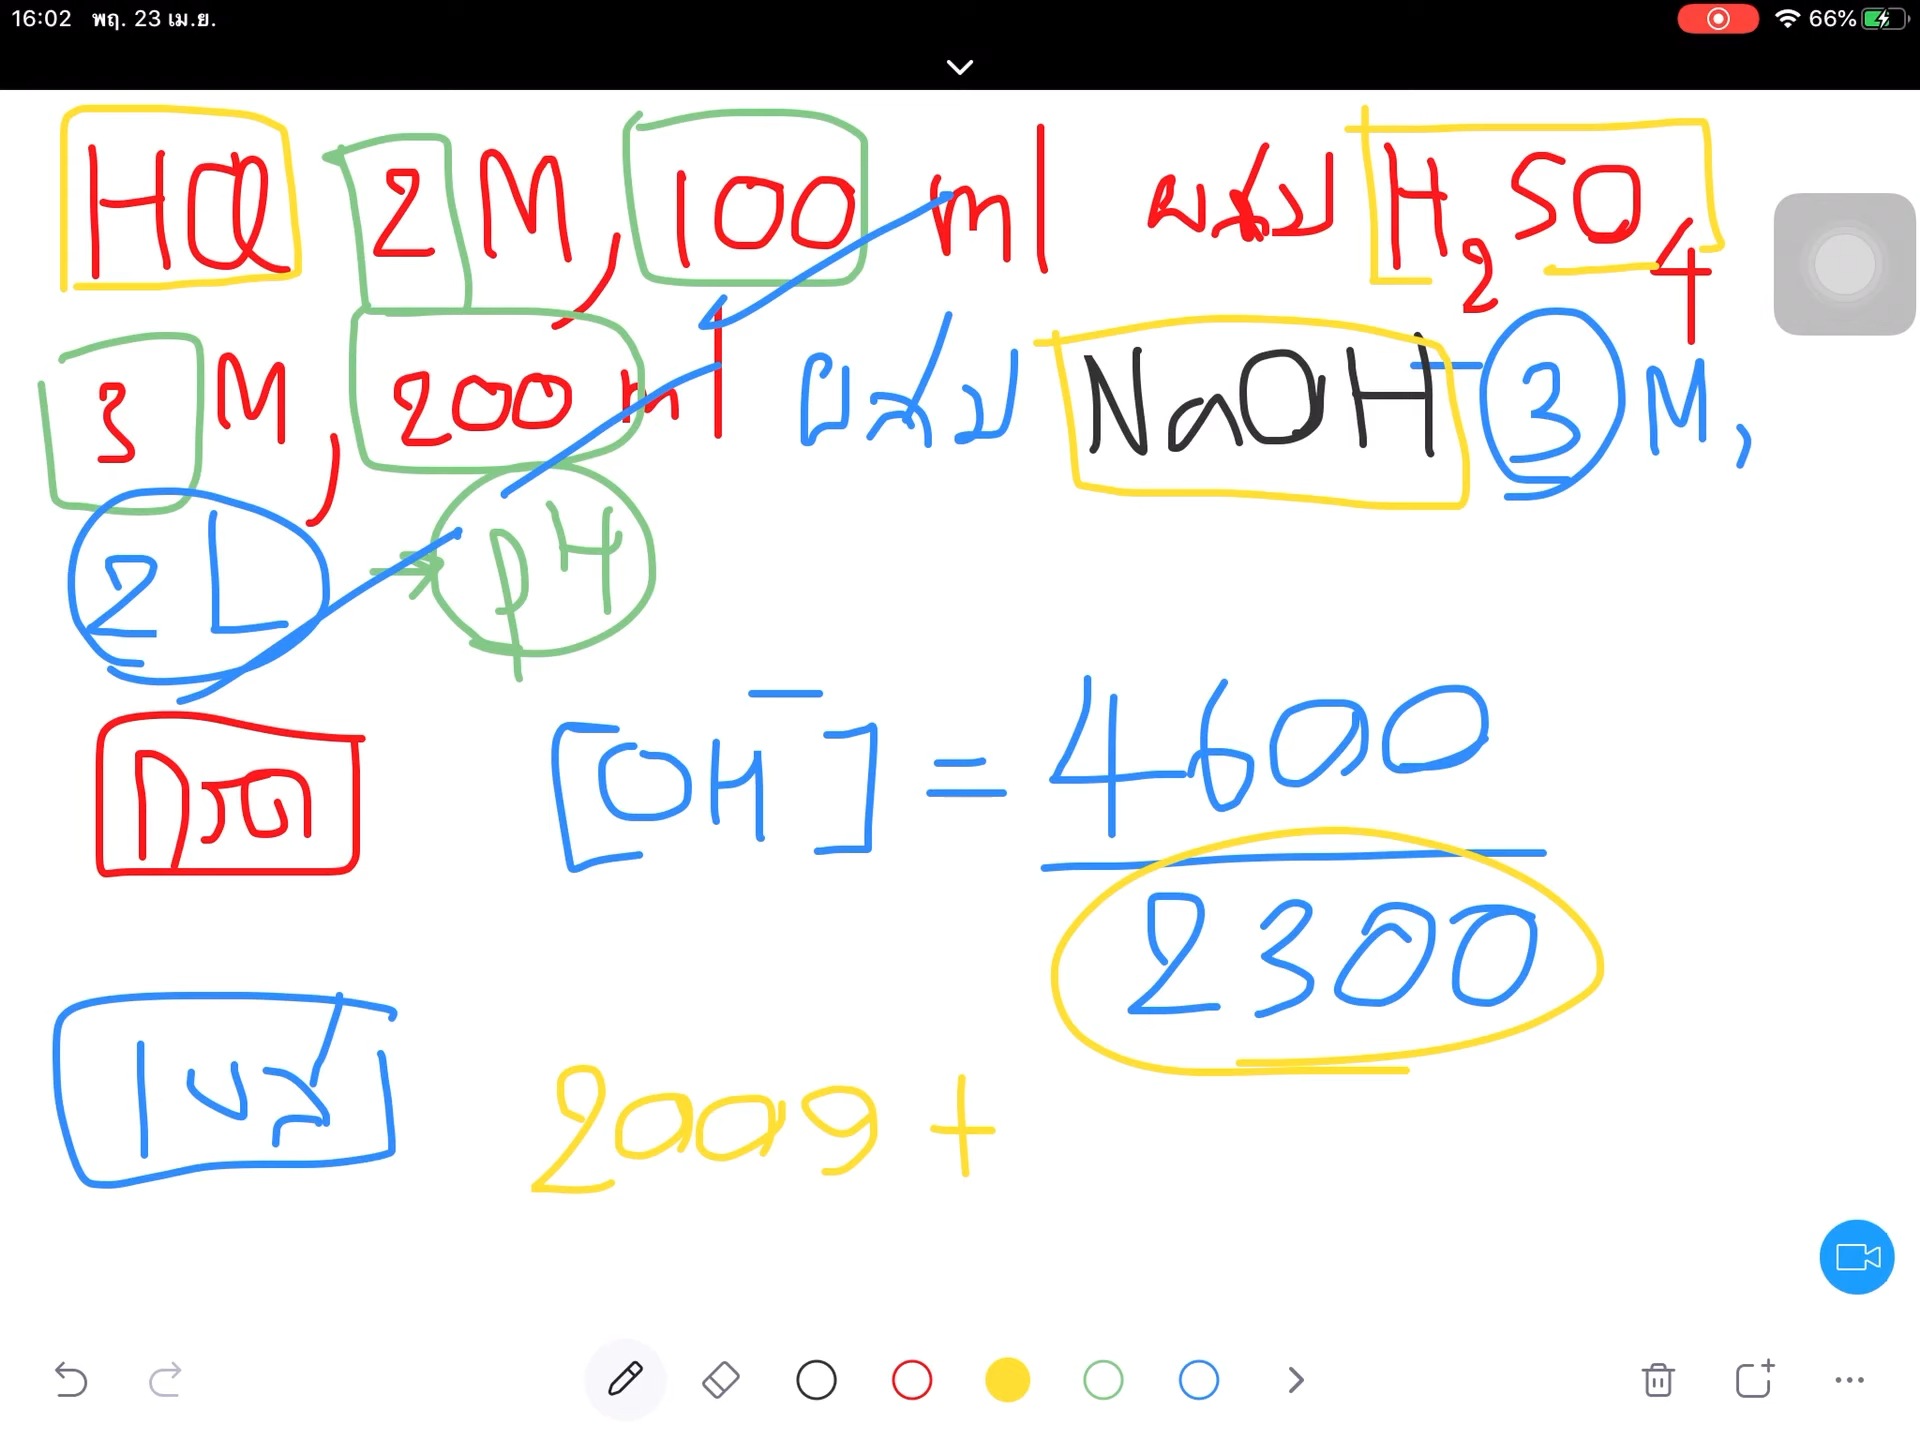 16:02 พฤ. 23 เม.ย. 66%
HCl 2 M, 100 ml ผสม H₂SO₄
3 M, 200 ml ผสม NaOH 3 M,
2 L → pH
กรด [OH⁻] = 4600
2300
เบส 2009 +